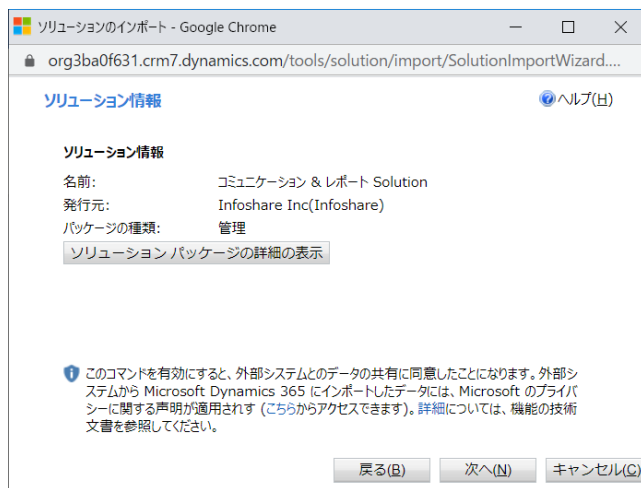 ソリューションのインポート - Google Chrome
org3ba0f631.crm7.dynamics.com/tools/solution/import/SolutionImportWizard....
ソリューション情報
ヘルプ(H)
ソリューション情報
名前: コミュニケーション & レポート Solution
発行元: Infoshare Inc(Infoshare)
パッケージの種類: 管理
ソリューション パッケージの詳細の表示
このコマンドを有効にすると、外部システムとのデータの共有に同意したことになります。外部シ
ステムから Microsoft Dynamics 365 にインポートしたデータには、Microsoft のプライバ
シーに関する声明が適用されす (こちらからアクセスできます)。詳細については、機能の技術
文書を参照してください。
戻る(B) 次へ(N) キャンセル(C)